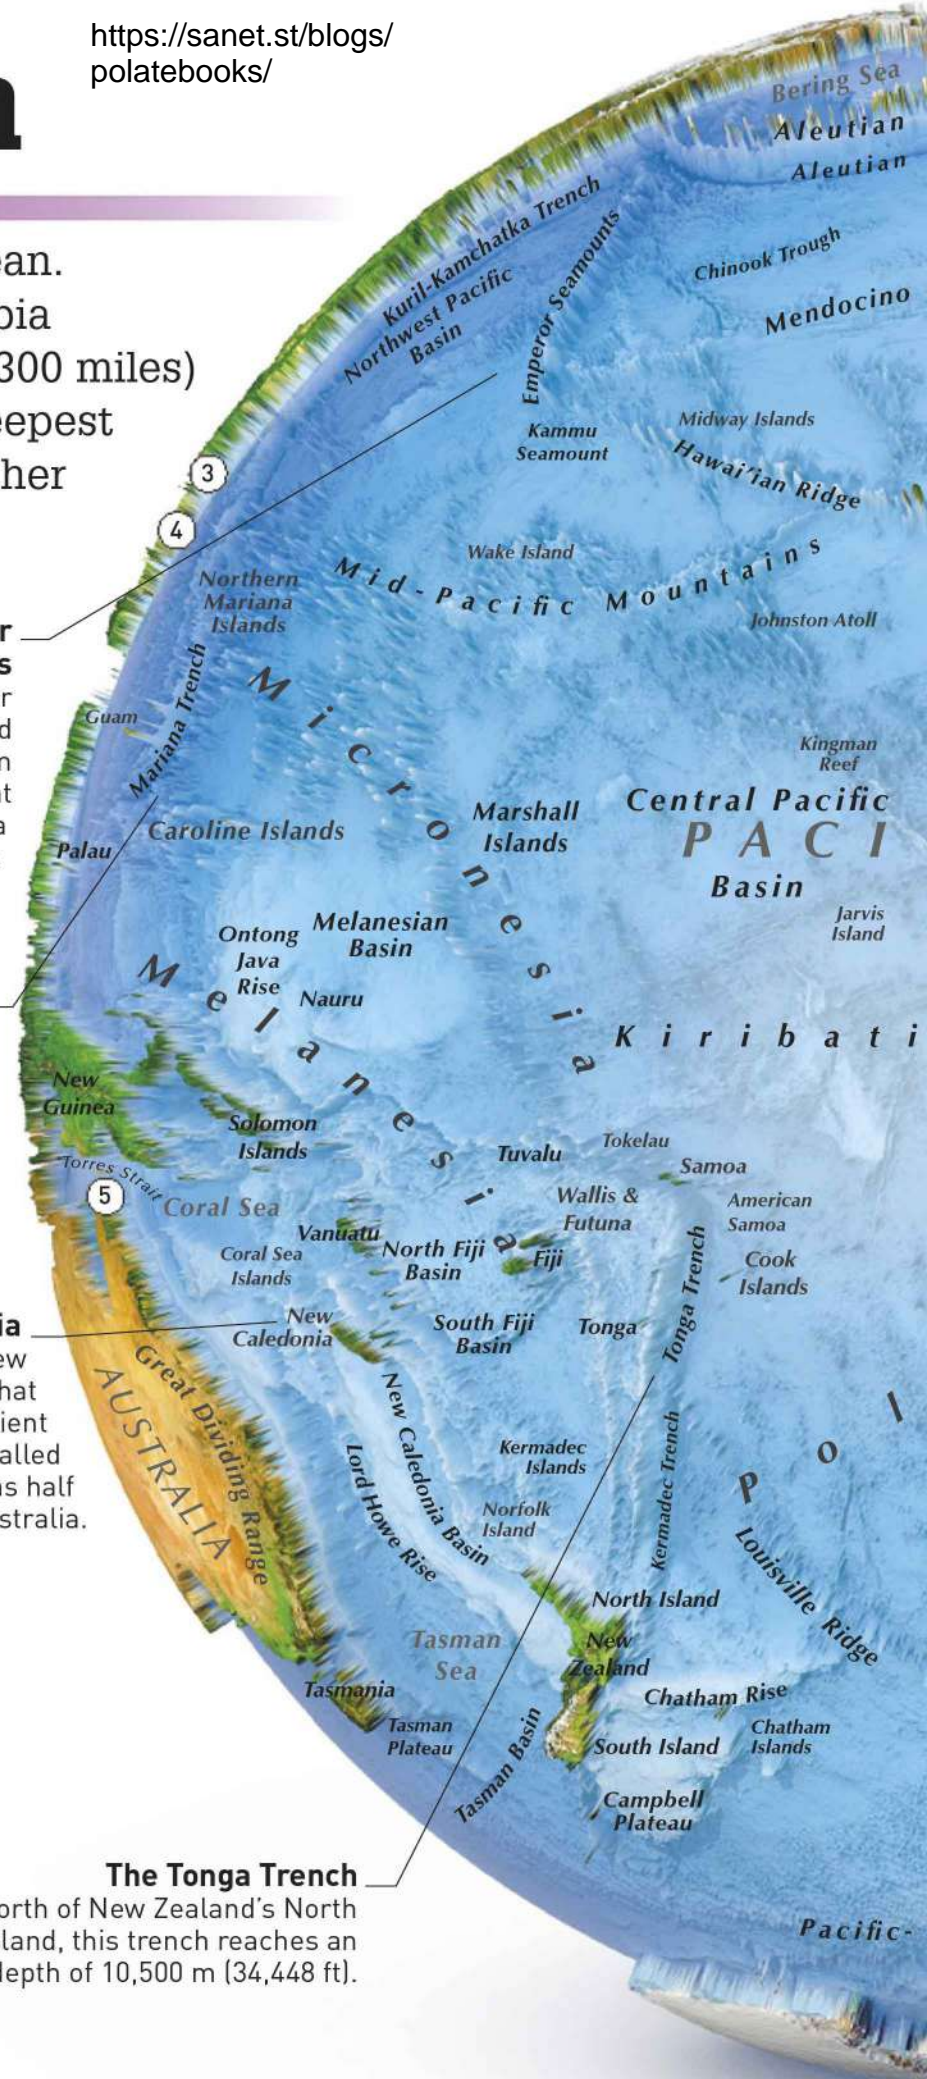 https://sanet.st/blogs/
polatebooks/
n
ean.
bia
300 miles)
eepest
her
r
s
r
d
n
nt
a
ia
ew
hat
ient
alled
as half
stralia.
The Tonga Trench
orth of New Zealand's North
land, this trench reaches an
depth of 10,500 m (34,448 ft).
Bering Sea
Aleutian
Aleutian
Kuril-Kamchatka Trench
Northwest Pacific
Basin
Emperor Seamounts
Chinook Trough
Mendocino
Kammu
Seamount
Midway Islands
Hawai'ian Ridge
3
4
Wake Island
Mid-Pacific Mountains
Johnston Atoll
Northern
Mariana
Islands
Mariana Trench
Guam
Micronesia
Kingman
Reef
Central Pacific
PACI
Basin
Marshall
Islands
Caroline Islands
Palau
Jarvis
Island
Ontong
Java
Rise
Melanesian
Basin
Nauru
Melanesia
Kiribati
New
Guinea
Solomon
Islands
Tuvalu
Tokelau
Samoa
Torres Strait
5
Coral Sea
Wallis &
Futuna
American
Samoa
Vanuatu
Coral Sea
Islands
North Fiji
Basin
Fiji
Cook
Islands
Tonga Trench
New
Caledonia
South Fiji
Basin
Tonga
AUSTRALIA
Great Dividing Range
New Caledonia Basin
Lord Howe Rise
Kermadec
Islands
Norfolk
Island
Kermadec Trench
Pol
Louisville Ridge
North Island
New
Zealand
Tasman
Sea
Tasmania
Chatham Rise
Tasman
Plateau
Tasman Basin
South Island
Chatham
Islands
Campbell
Plateau
Pacific-